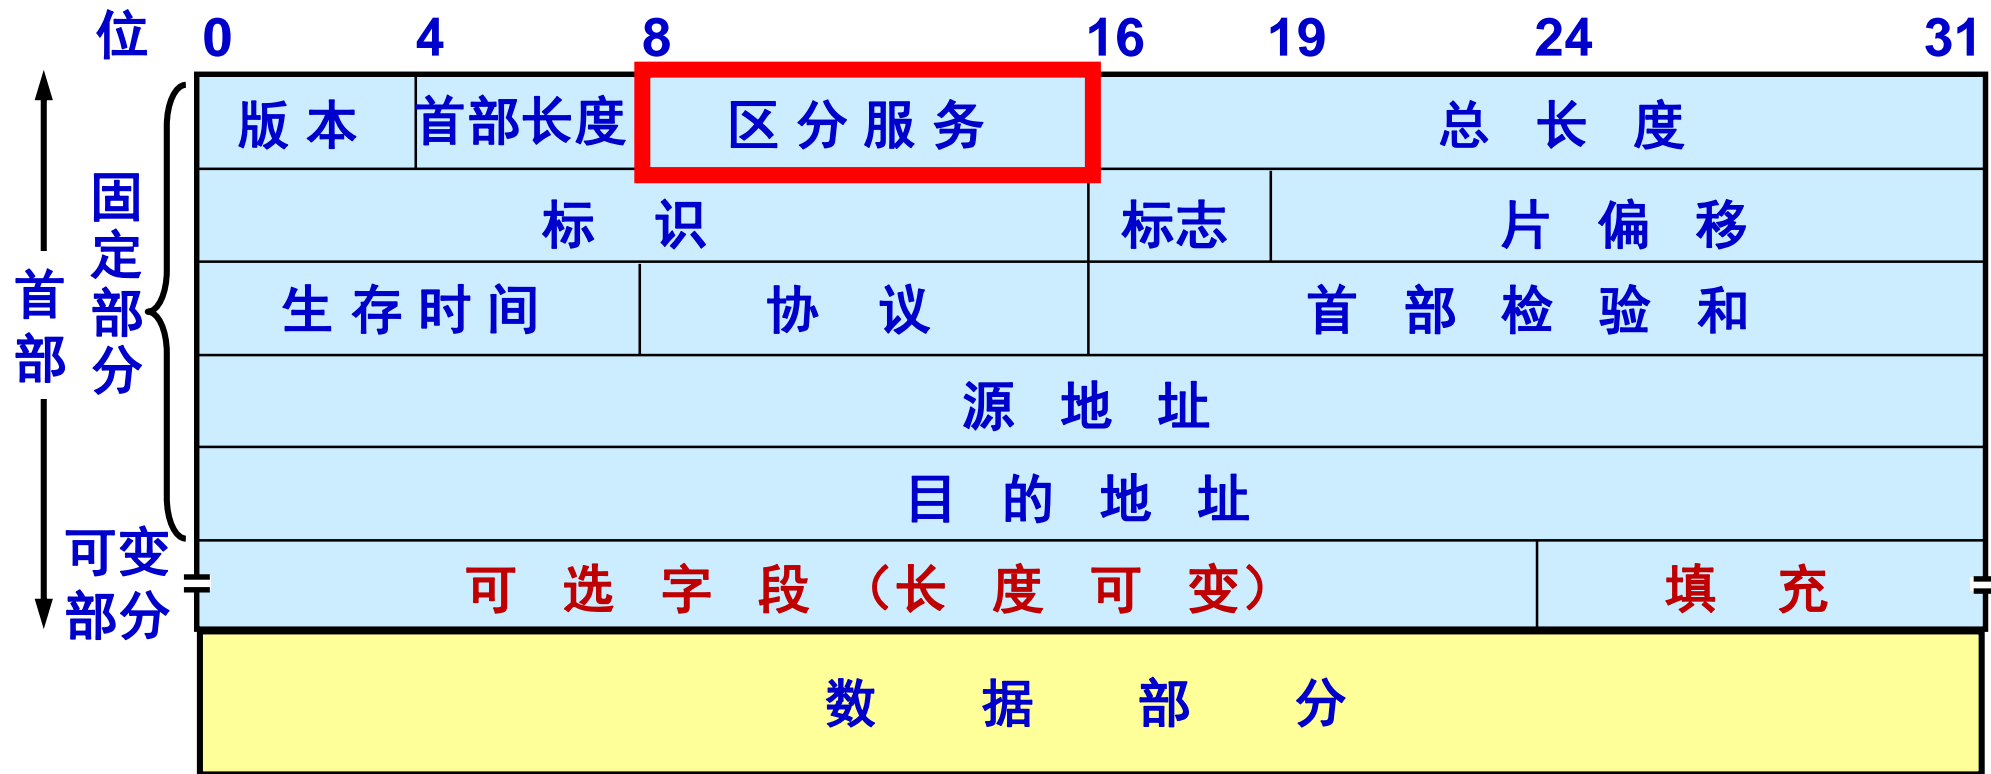 位 0 4 8 16 19 24 31
版本 首部长度 区分服务 总长度
标识 标志 片偏移
生存时间 协议 首部检验和
源地址
目的地址
可选字段（长度可变） 填充
数据部分
首部
固定部分
可变
部分